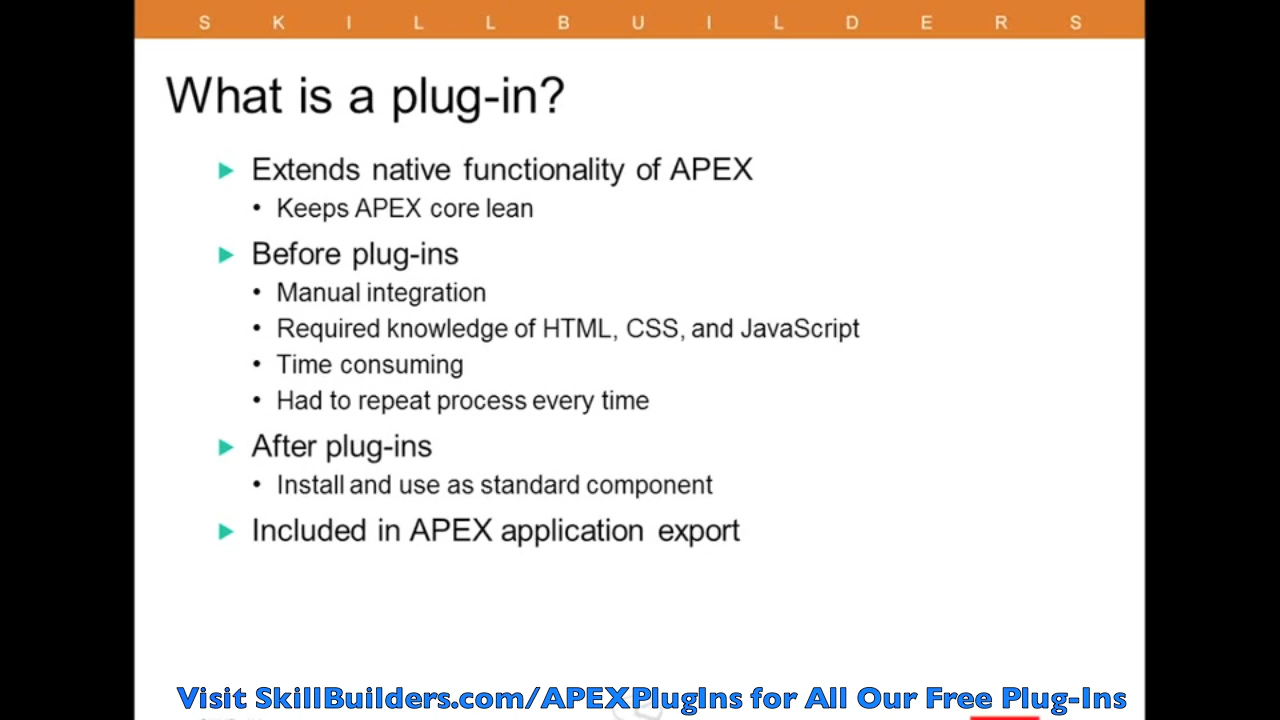 SKILLBUILDERS
What is a plug-in?
Extends native functionality of APEX
• Keeps APEX core lean
Before plug-ins
• Manual integration
• Required knowledge of HTML, CSS, and JavaScript
• Time consuming
• Had to repeat process every time
After plug-ins
• Install and use as standard component
Included in APEX application export
Visit SkillBuilders.com/APEXPlugIns for All Our Free Plug-Ins